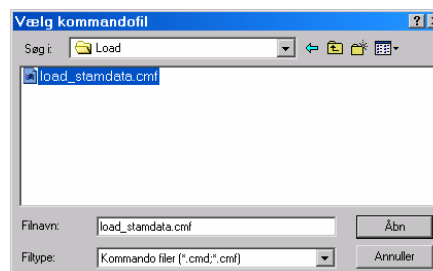 Vælg kommandofil
Søg i: Load
load_stamdata.cmf
Filnavn: load_stamdata.cmf Åbn
Filtype: Kommando filer (*.cmd;*.cmf) Annuller